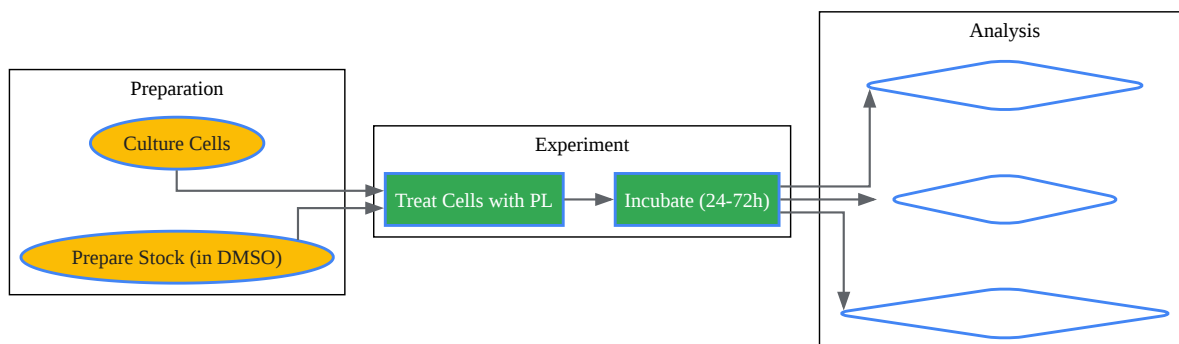 Preparation
Culture Cells
Prepare Stock (in DMSO)
Experiment
Treat Cells with PL
Incubate (24-72h)
Analysis